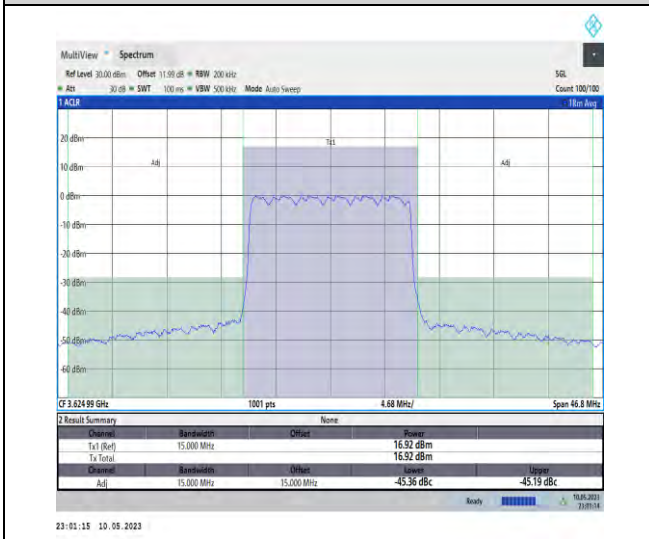 MultiView Spectrum
Ref Level 30.00 dBm Offset 11.99 dB RBW 200 kHz SGL
Att 30 dB SWT 100 ms VBW 500 kHz Mode Auto Sweep Count 100/100
1 ACLR 1Rm Avg
Tx1
Adj Adj
20 dBm
10 dBm
0 dBm
-10 dBm
-20 dBm
-30 dBm
-40 dBm
-50 dBm
-60 dBm
CF 3.62499 GHz 1001 pts 4.68 MHz/ Span 46.8 MHz
2 Result Summary None
Channel Bandwidth Offset Power
Tx1 (Ref) 15.000 MHz 16.92 dBm
Tx Total 16.92 dBm
Channel Bandwidth Offset Lower Upper
Adj 15.000 MHz 15.000 MHz -45.36 dBc -45.19 dBc
Ready 10.05.2023
23:01:14
23:01:15 10.05.2023